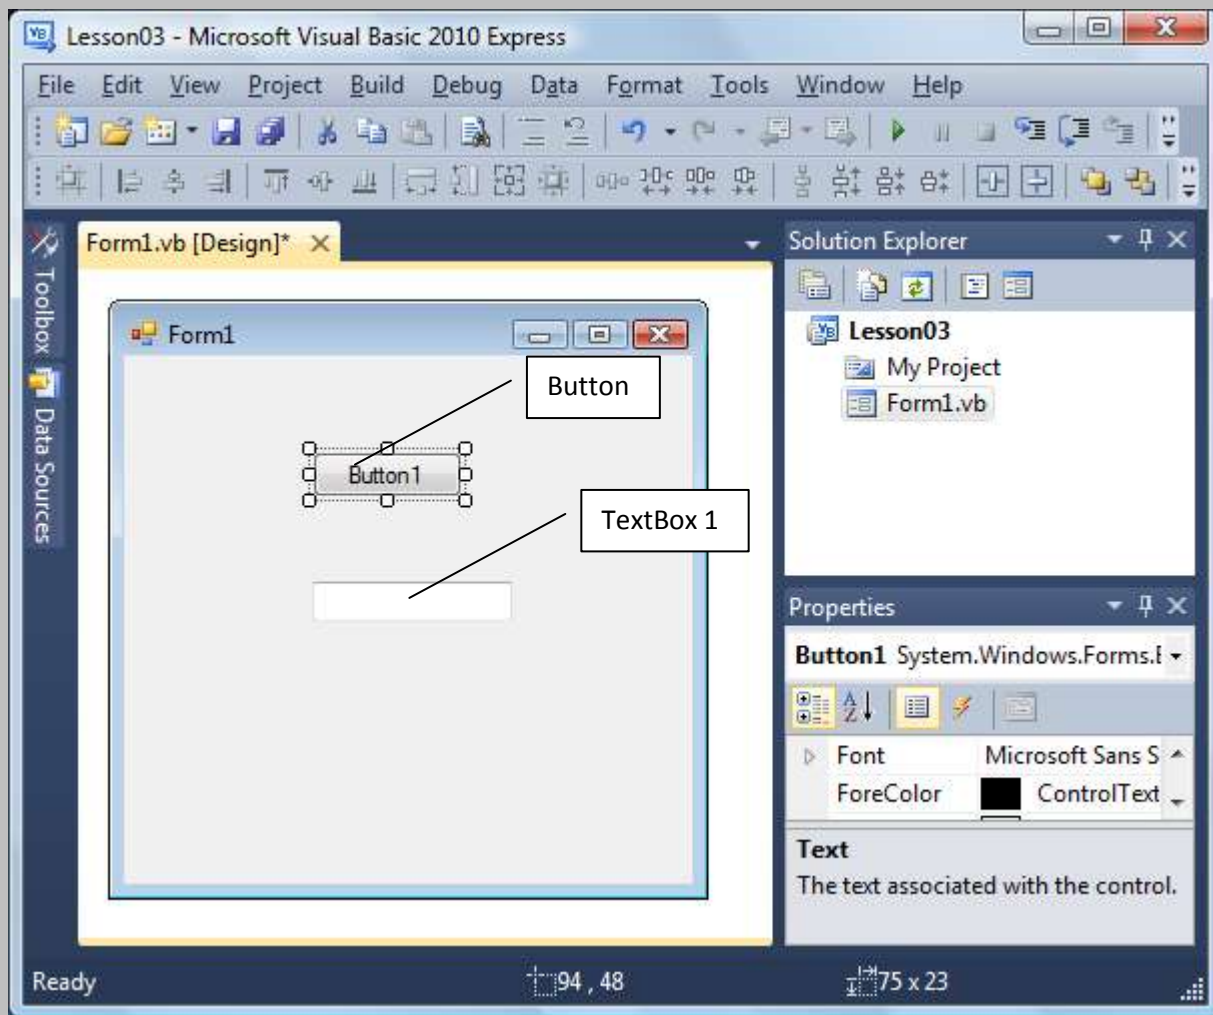 Lesson03 - Microsoft Visual Basic 2010 Express
File Edit View Project Build Debug Data Format Tools Window Help
Toolbox
Data Sources
Form1.vb [Design]*
Form1
Button
Button1
TextBox 1
Solution Explorer
Lesson03
My Project
Form1.vb
Properties
Button1 System.Windows.Forms.
Font Microsoft Sans S
ForeColor ControlText
Text
The text associated with the control.
Ready 94 , 48 75 x 23